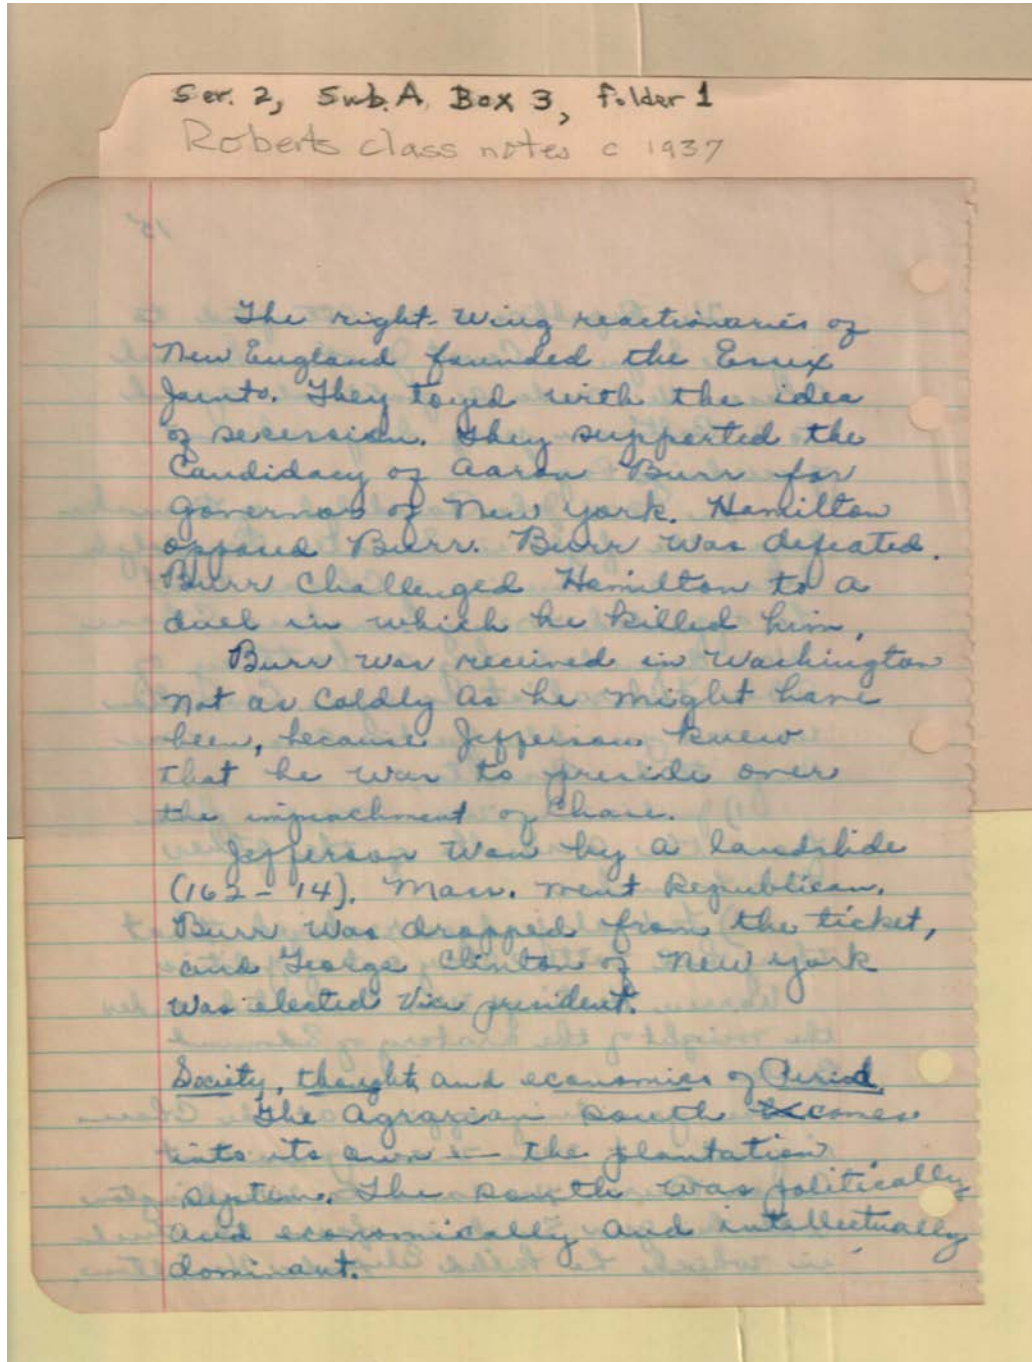 Ser. 2, Sub. A, Box 3, folder 1
Roberts class notes c 1937
15
The right-wing reactionaries of
New England founded the Essex
Junto. They toyed with the idea
of secession. They supported the
Candidacy of Aaron Burr for
Governor of New York. Hamilton
opposed Burr. Burr was defeated.
Burr challenged Hamilton to a
duel in which he killed him.
Burr was received in Washington
not as coldly as he might have
been, because Jefferson knew
that he was to preside over
the impeachment of Chase.
Jefferson won by a landslide
(162-14). Mass. went Republican.
Burr was dropped from the ticket,
and George Clinton of New York
was elected Vice president.
Society, thought, and economics of Period.
The Agrarian south comes
into its own — the plantation
system. The south was politically
and economically and intellectually
dominant.